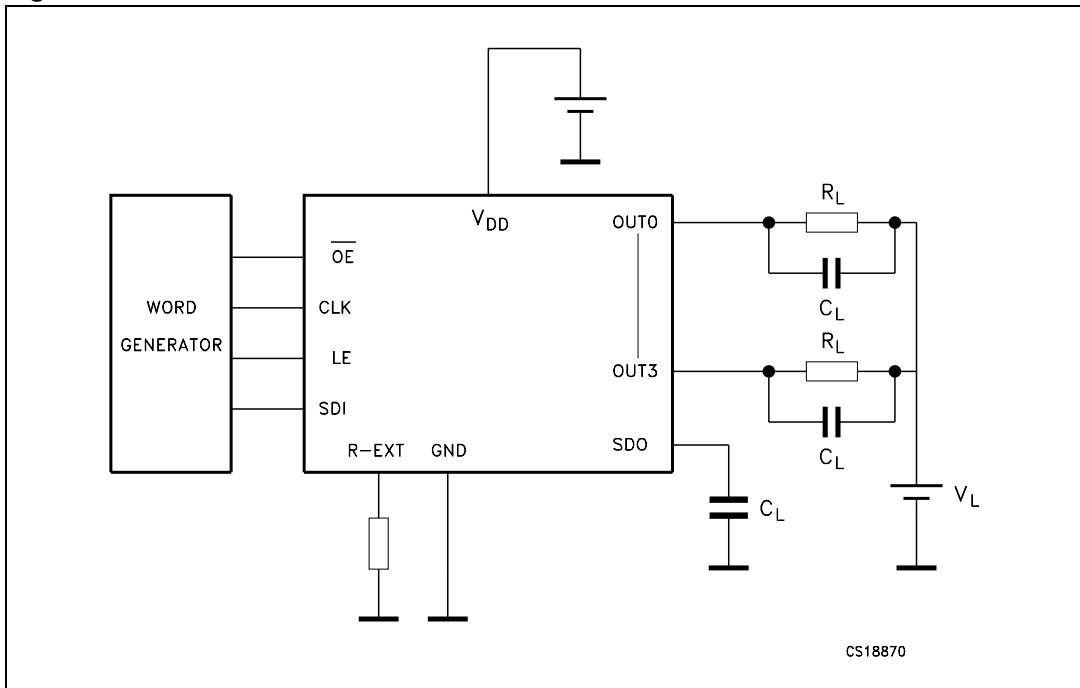 V_DD
OUT0
R_L
OE
C_L
WORD
GENERATOR
CLK
R_L
LE
OUT3
SDI
C_L
SDO
R-EXT
GND
V_L
C_L
CS18870